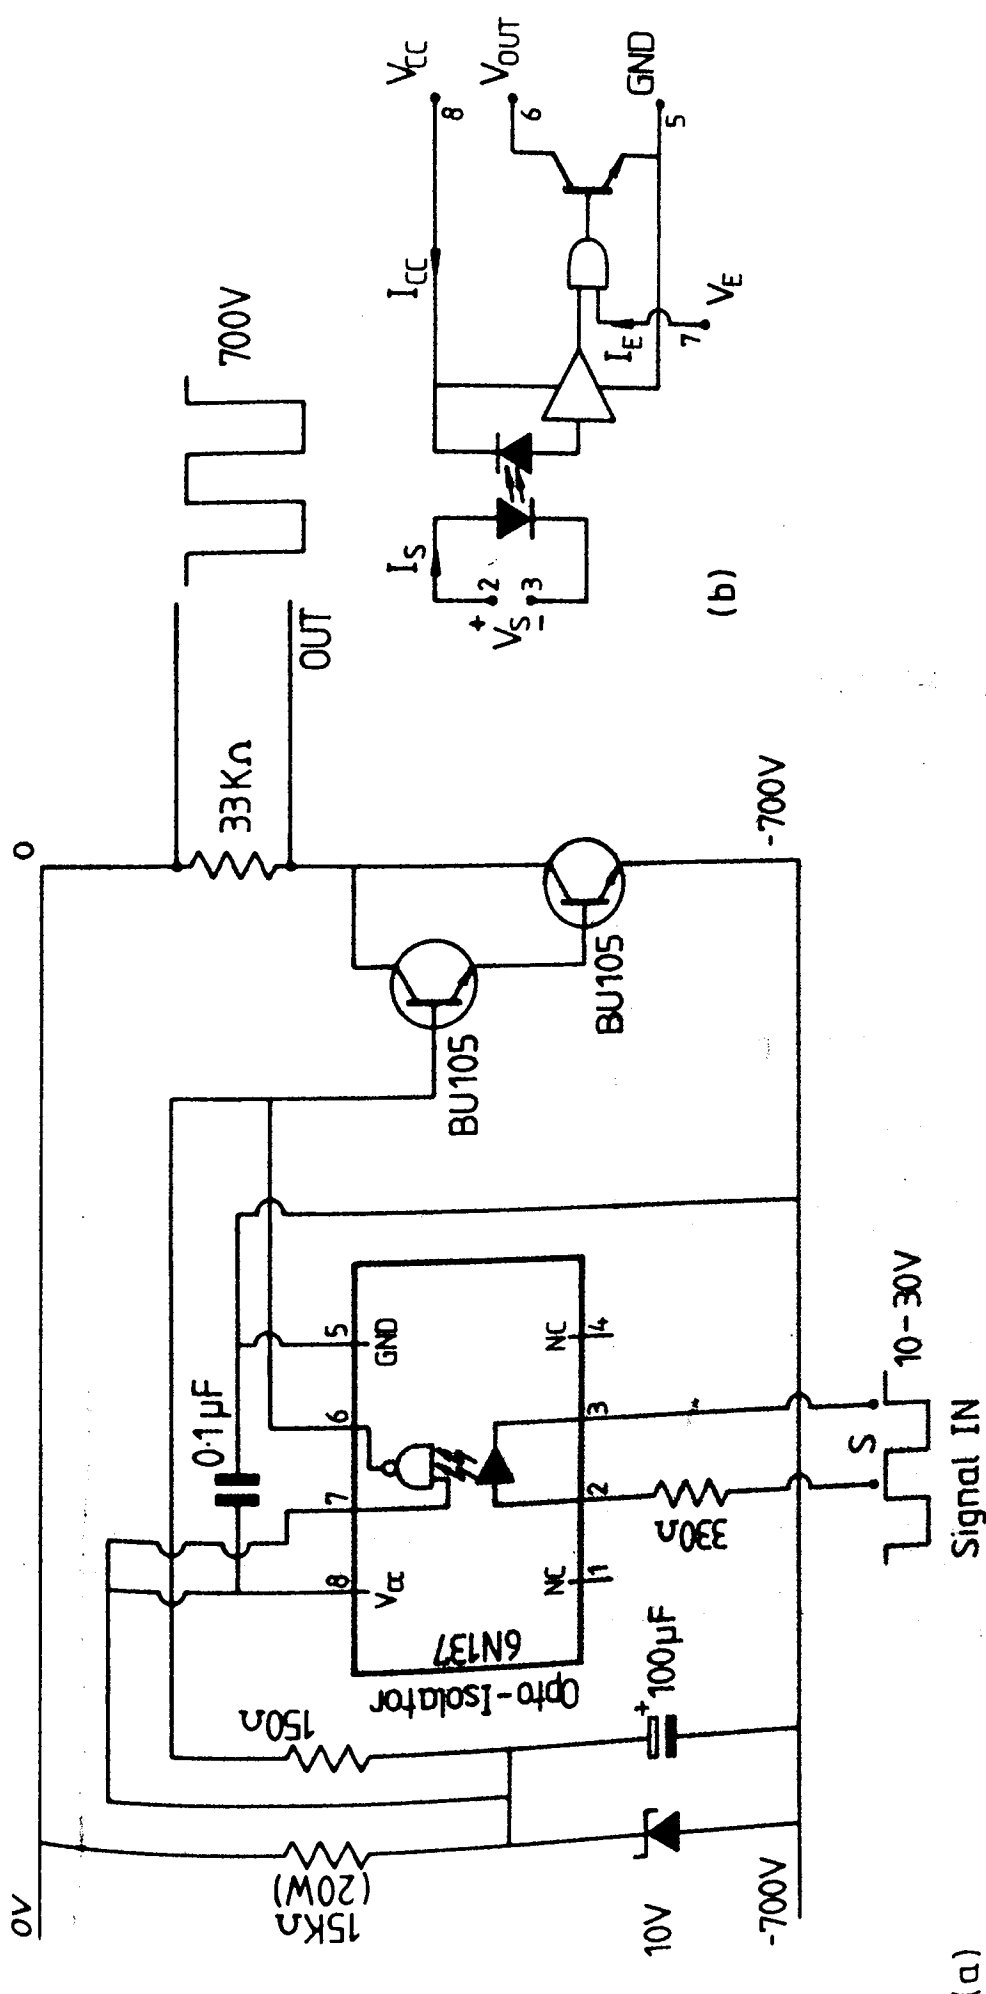 0V
0
15KΩ
(20W)
150Ω
0·1 µF
33KΩ
OUT
700V
8
7
6
5
VCC
GND
6N137
Opto-Isolator
NC
1
2
3
NC
4
BU105
BU105
10V
+
100µF
330Ω
-700V
-700V
S
10-30V
Signal IN
(a)
VCC
8
ICC
VOUT
6
GND
5
IS
+
2
VS
3
-
IE
7
VE
(b)